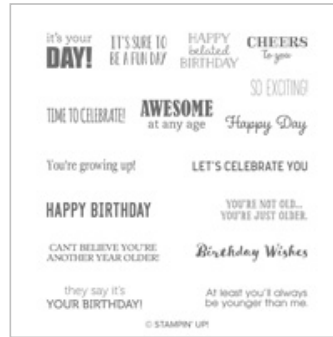 it's your
DAY!
IT'S SURE TO
BE A FUN DAY
HAPPY
belated
BIRTHDAY
CHEERS
to you
SO EXCITING!
TIME TO CELEBRATE!
AWESOME
at any age
Happy Day
You're growing up!
LET'S CELEBRATE YOU
HAPPY BIRTHDAY
YOU'RE NOT OLD...
YOU'RE JUST OLDER.
CAN'T BELIEVE YOU'RE
ANOTHER YEAR OLDER!
Birthday Wishes
they say it's
YOUR BIRTHDAY!
At least you'll always
be younger than me.
© STAMPIN' UP!